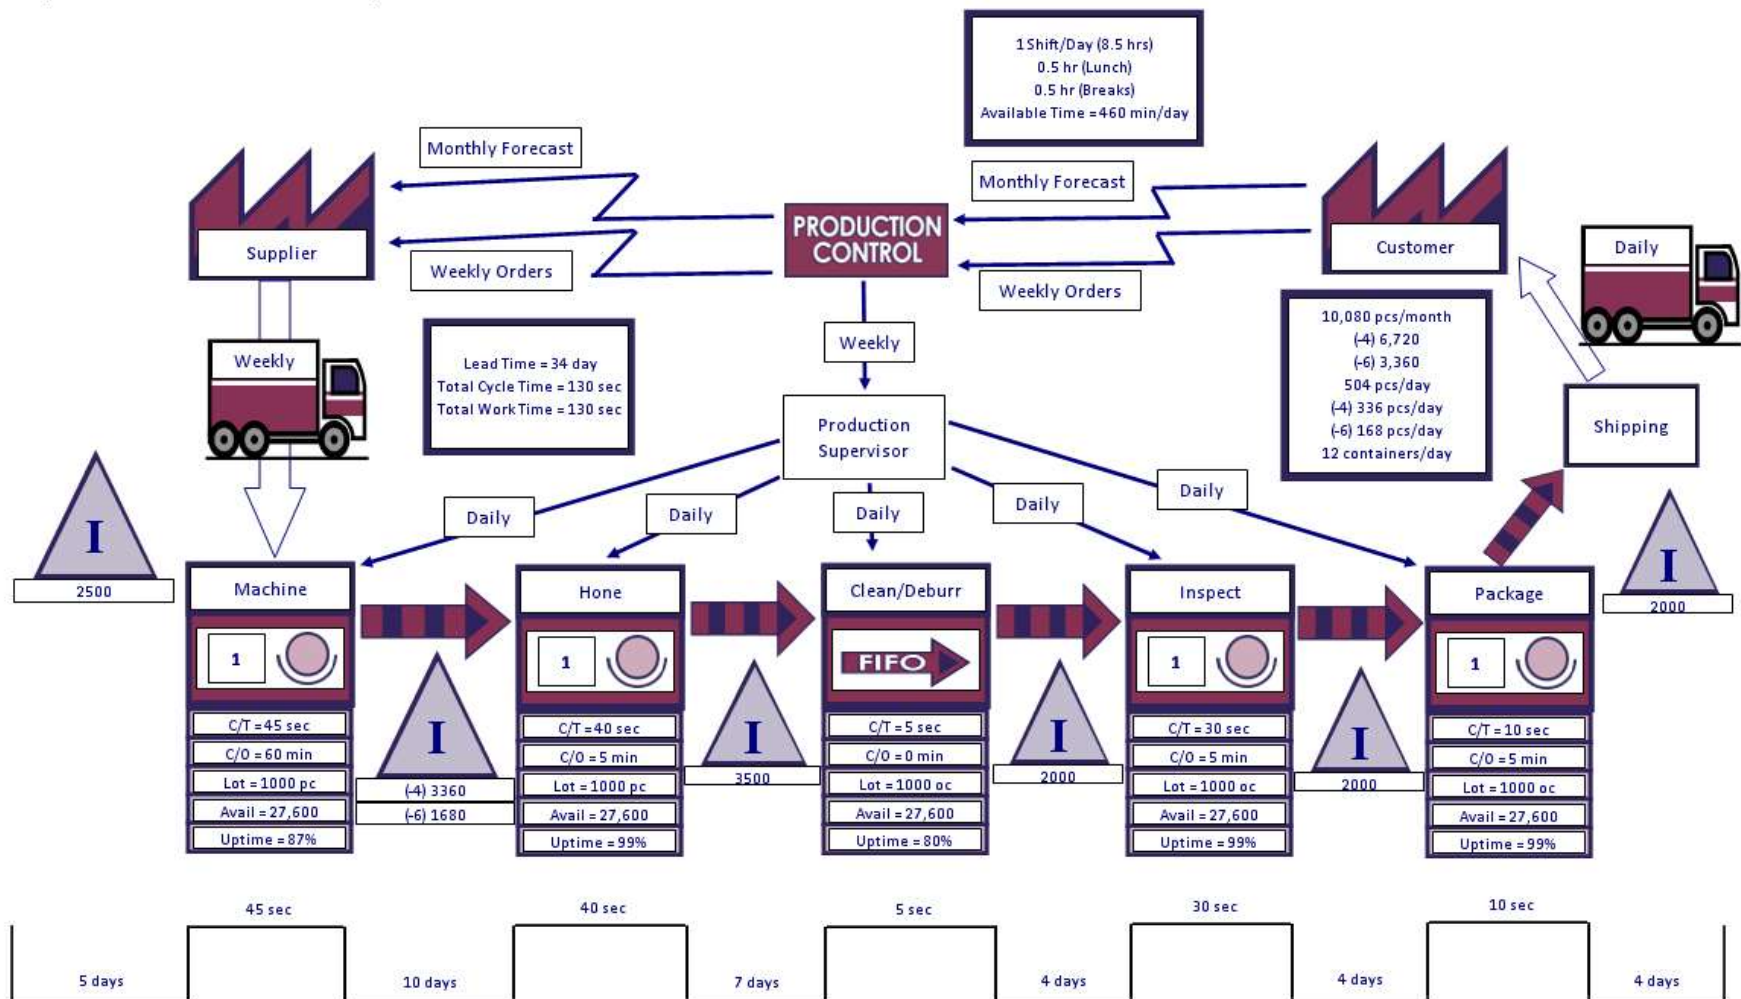 1 Shift/Day (8.5 hrs)
0.5 hr (Lunch)
0.5 hr (Breaks)
Available Time = 460 min/day
Monthly Forecast
Monthly Forecast
PRODUCTION
CONTROL
Supplier
Customer
Daily
Weekly Orders
Weekly Orders
10,080 pcs/month
(-4) 6,720
(-6) 3,360
504 pcs/day
(-4) 336 pcs/day
(-6) 168 pcs/day
12 containers/day
Weekly
Weekly
Lead Time = 34 day
Total Cycle Time = 130 sec
Total Work Time = 130 sec
Production
Supervisor
Shipping
Daily
Daily
Daily
Daily
Daily
I
2500
Machine
1
C/T = 45 sec
C/O = 60 min
Lot = 1000 pc
Avail = 27,600
Uptime = 87%
I
(-4) 3360
(-6) 1680
Hone
1
C/T = 40 sec
C/O = 5 min
Lot = 1000 pc
Avail = 27,600
Uptime = 99%
I
3500
Clean/Deburr
FIFO
C/T = 5 sec
C/O = 0 min
Lot = 1000 oc
Avail = 27,600
Uptime = 80%
I
2000
Inspect
1
C/T = 30 sec
C/O = 5 min
Lot = 1000 oc
Avail = 27,600
Uptime = 99%
I
2000
Package
1
C/T = 10 sec
C/O = 5 min
Lot = 1000 oc
Avail = 27,600
Uptime = 99%
I
2000
45 sec
40 sec
5 sec
30 sec
10 sec
5 days
10 days
7 days
4 days
4 days
4 days